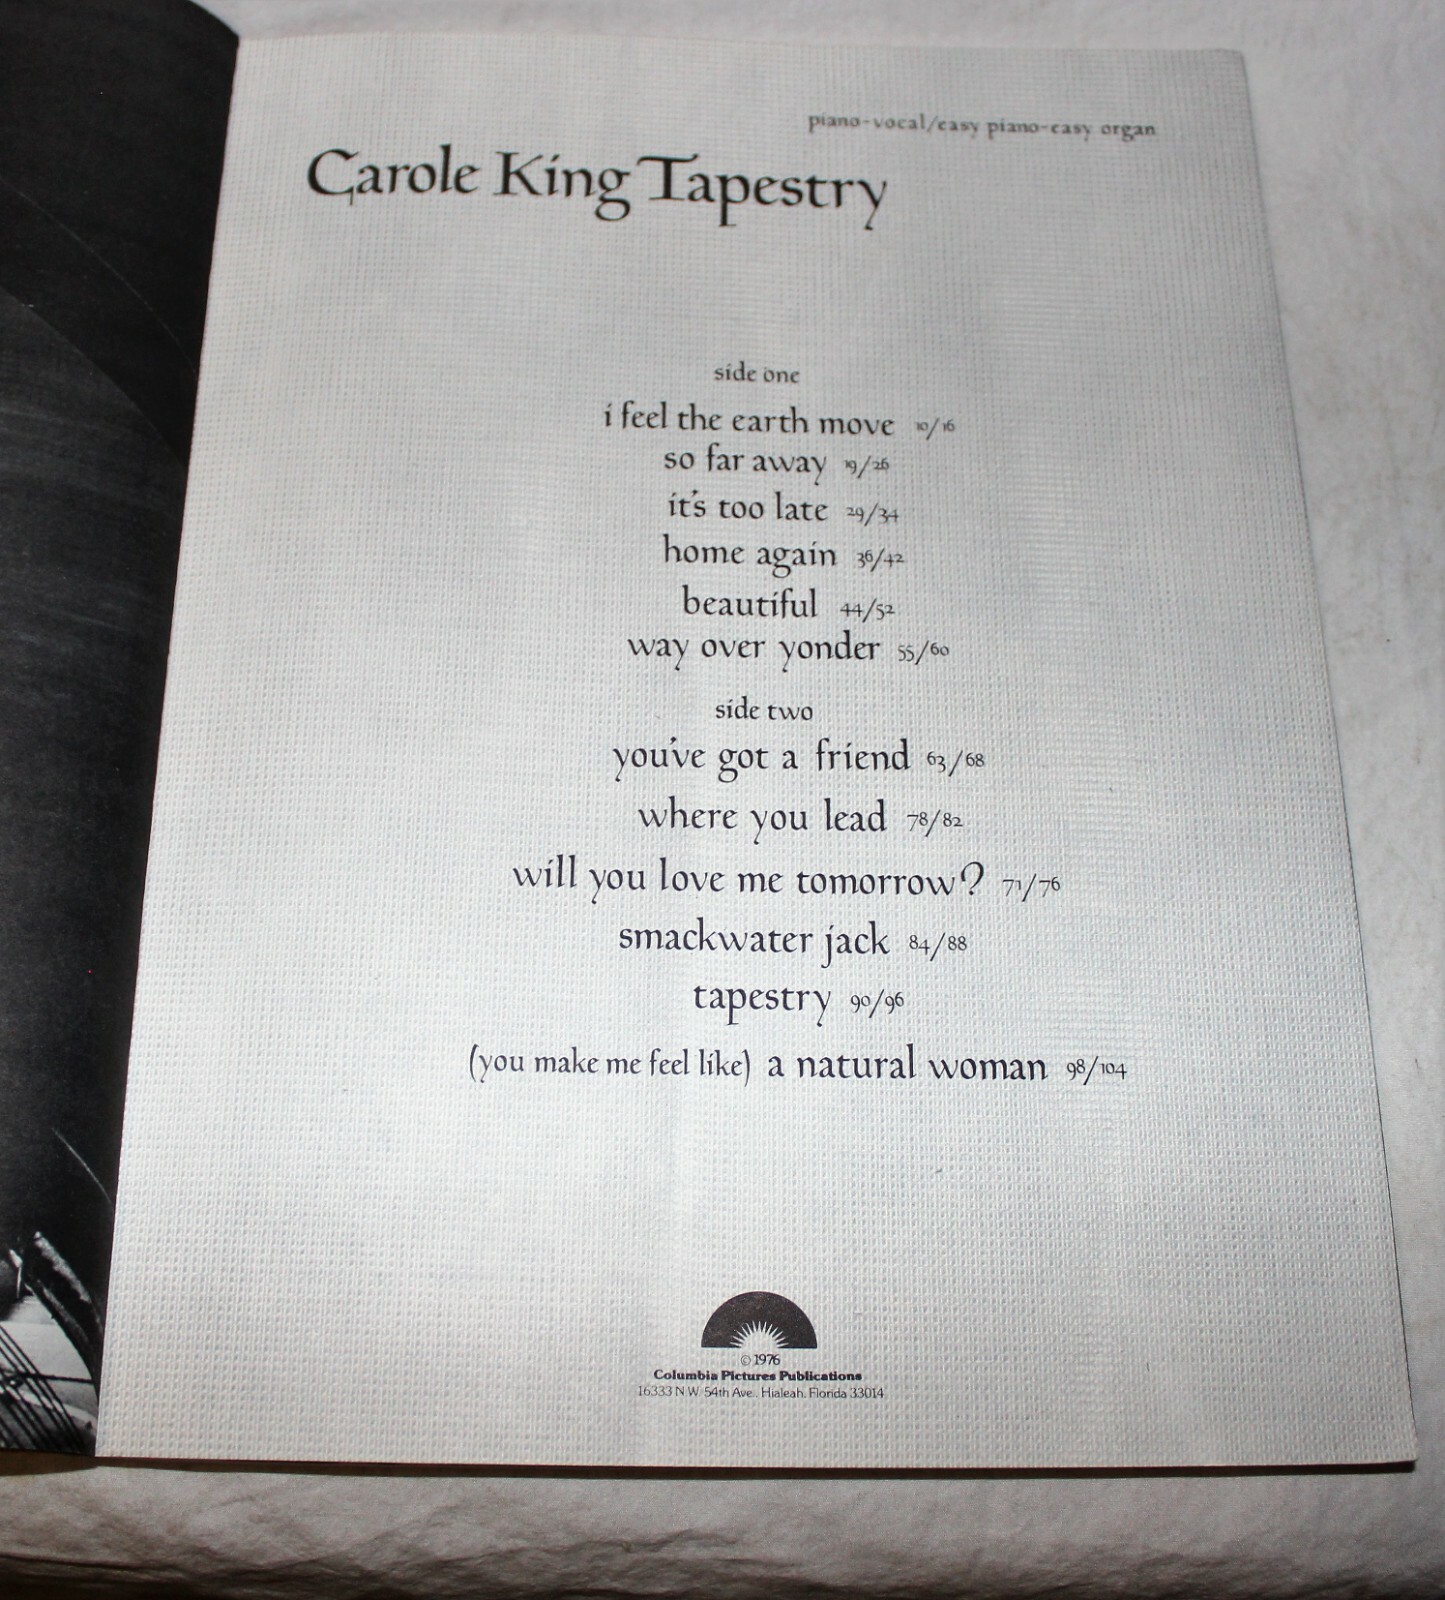 piano-vocal/easy piano-easy organ
Carole King Tapestry
side one
i feel the earth move 10/16
so far away 19/26
it's too late 29/34
home again 36/42
beautiful 44/52
way over yonder 55/60
side two
you've got a friend 63/68
where you lead 78/82
will you love me tomorrow? 71/76
smackwater jack 84/88
tapestry 90/96
(you make me feel like) a natural woman 98/104
© 1976
Columbia Pictures Publications
16333 N.W. 54th Ave., Hialeah, Florida 33014